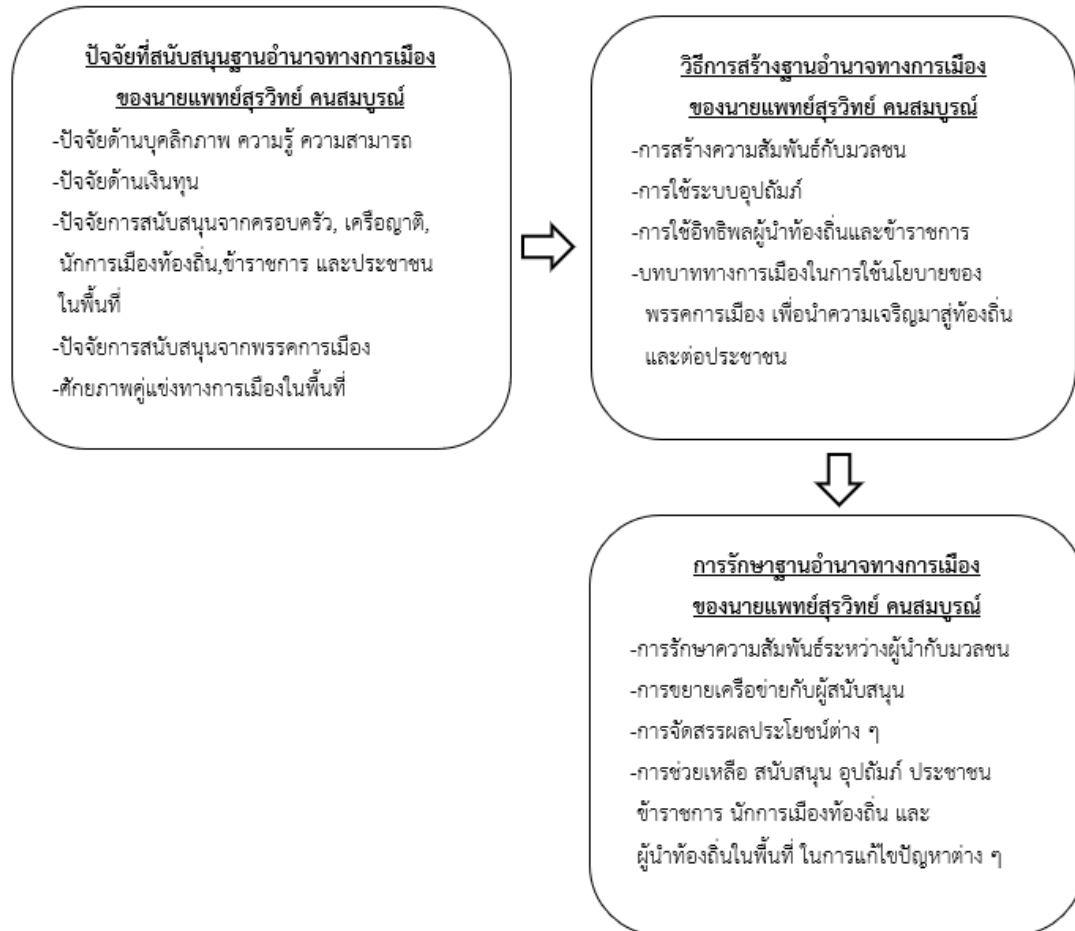 ปัจจัยที่สนับสนุนฐานอำนาจทางการเมือง
ของนายแพทย์สุรวิทย์ คนสมบูรณ์
-ปัจจัยด้านบุคลิกภาพ ความรู้ ความสามารถ
-ปัจจัยด้านเงินทุน
-ปัจจัยการสนับสนุนจากครอบครัว, เครือญาติ,
นักการเมืองท้องถิ่น,ข้าราชการ และประชาชน
ในพื้นที่
-ปัจจัยการสนับสนุนจากพรรคการเมือง
-ศักยภาพคู่แข่งทางการเมืองในพื้นที่
วิธีการสร้างฐานอำนาจทางการเมือง
ของนายแพทย์สุรวิทย์ คนสมบูรณ์
-การสร้างความสัมพันธ์กับมวลชน
-การใช้ระบบอุปถัมภ์
-การใช้อิทธิพลผู้นำท้องถิ่นและข้าราชการ
-บทบาททางการเมืองในการใช้นโยบายของ
พรรคการเมือง เพื่อนำความเจริญมาสู่ท้องถิ่น
และต่อประชาชน
การรักษาฐานอำนาจทางการเมือง
ของนายแพทย์สุรวิทย์ คนสมบูรณ์
-การรักษาความสัมพันธ์ระหว่างผู้นำกับมวลชน
-การขยายเครือข่ายกับผู้สนับสนุน
-การจัดสรรผลประโยชน์ต่าง ๆ
-การช่วยเหลือ สนับสนุน อุปถัมภ์ ประชาชน
ข้าราชการ นักการเมืองท้องถิ่น และ
ผู้นำท้องถิ่นในพื้นที่ ในการแก้ไขปัญหาต่าง ๆ